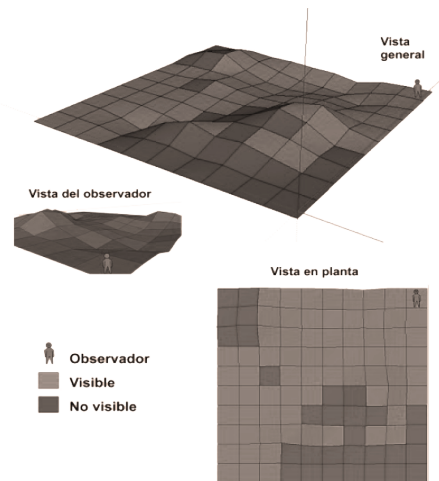 Vista
general
Vista del observador
Vista en planta
Observador
Visible
No visible